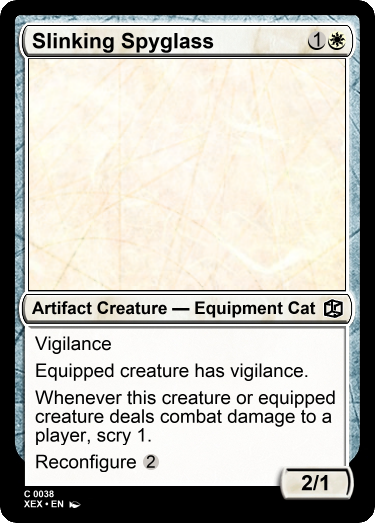 Slinking Spyglass 1
Artifact Creature — Equipment Cat
Vigilance
Equipped creature has vigilance.
Whenever this creature or equipped
creature deals combat damage to a
player, scry 1.
Reconfigure 2
2/1
C 0038
XEX • EN